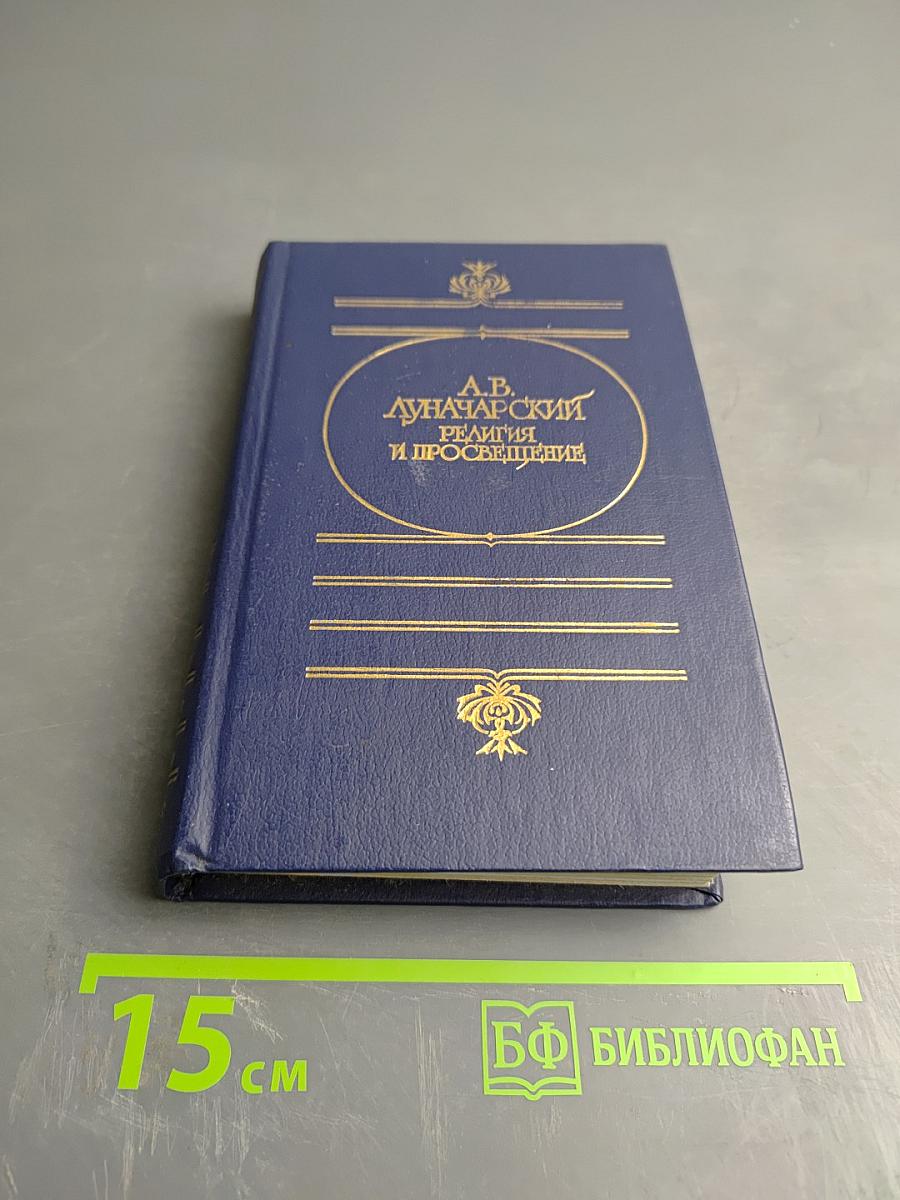 А.В.
ЛУНАЧАРСКИЙ
РЕЛИГИЯ
И ПРОСВЕЩЕНИЕ
15 см
БФ БИБЛИОФАН